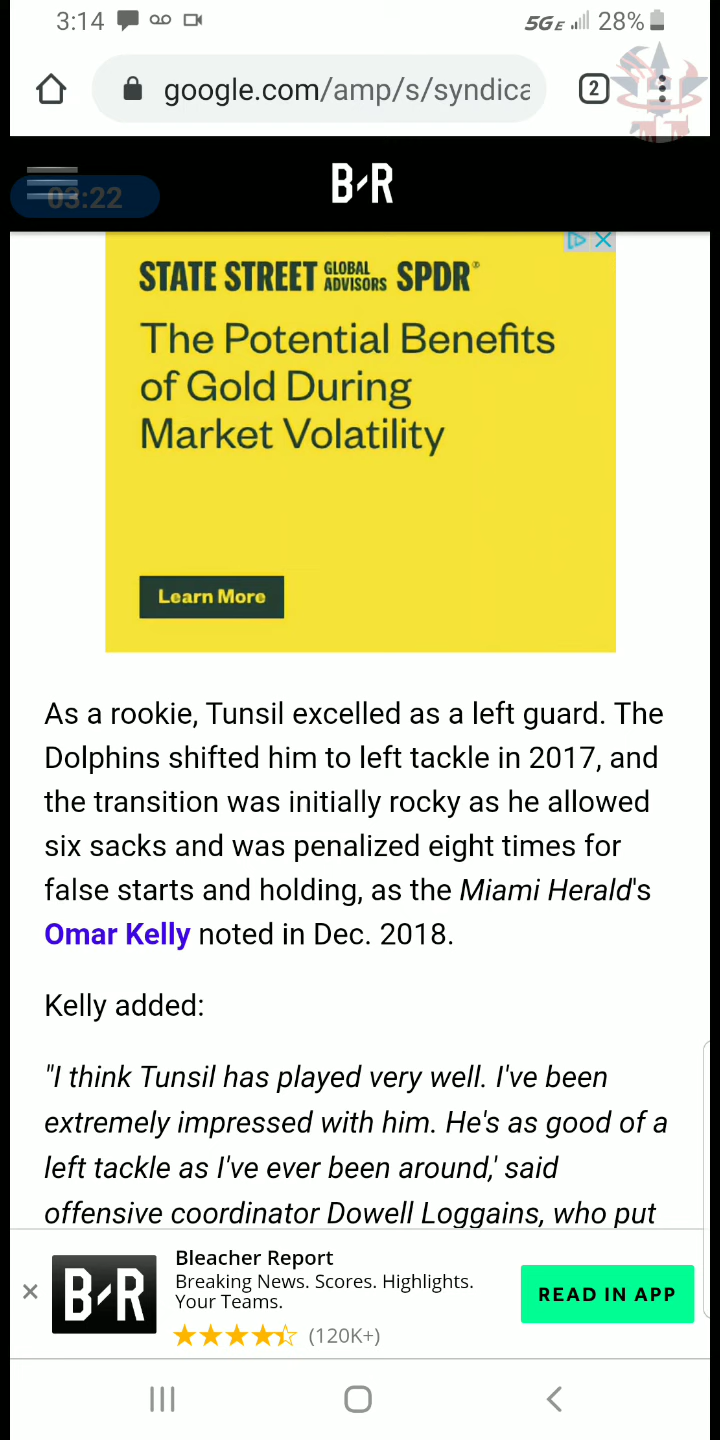 3:14
5G E 28%
google.com/amp/s/syndica
2
03:22
B-R
STATE STREET GLOBAL ADVISORS SPDR®
The Potential Benefits
of Gold During
Market Volatility
Learn More
As a rookie, Tunsil excelled as a left guard. The
Dolphins shifted him to left tackle in 2017, and
the transition was initially rocky as he allowed
six sacks and was penalized eight times for
false starts and holding, as the Miami Herald's
Omar Kelly noted in Dec. 2018.
Kelly added:
"I think Tunsil has played very well. I've been
extremely impressed with him. He's as good of a
left tackle as I've ever been around,' said
offensive coordinator Dowell Loggains, who put
B-R
Bleacher Report
Breaking News. Scores. Highlights.
Your Teams.
(120K+)
READ IN APP